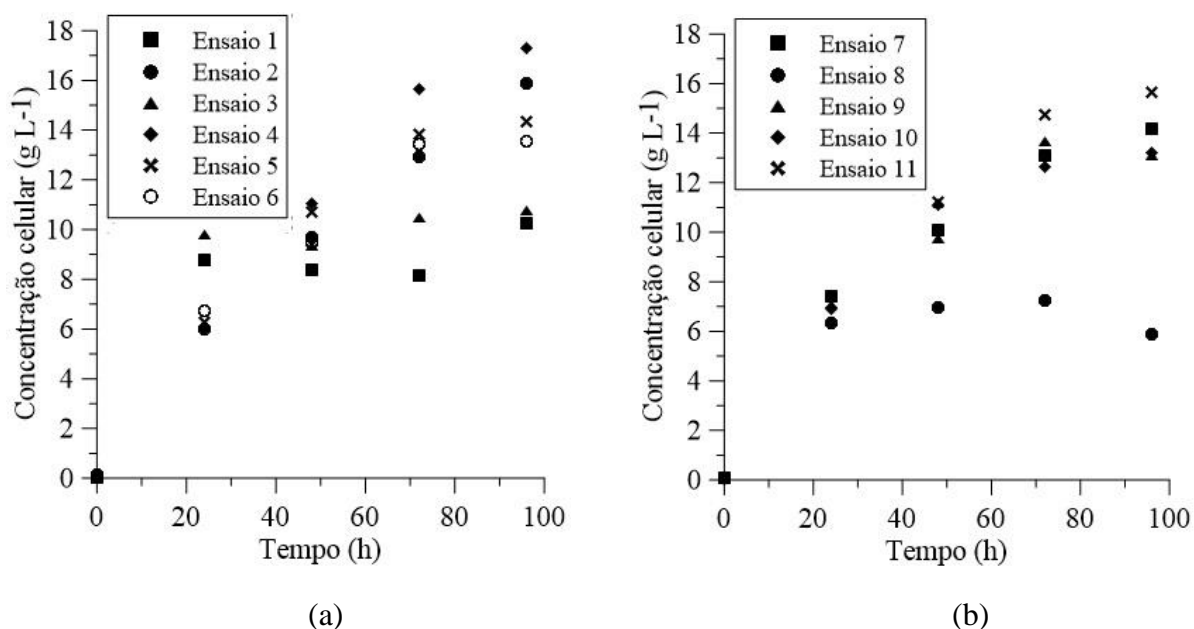 18
16
14
12
10
8
6
4
2
0
Concentração celular (g L-1)
Ensaio 1
Ensaio 2
Ensaio 3
Ensaio 4
Ensaio 5
Ensaio 6
0 20 40 60 80 100
Tempo (h)
(a)
18
16
14
12
10
8
6
4
2
0
Concentração celular (g L-1)
Ensaio 7
Ensaio 8
Ensaio 9
Ensaio 10
Ensaio 11
0 20 40 60 80 100
Tempo (h)
(b)